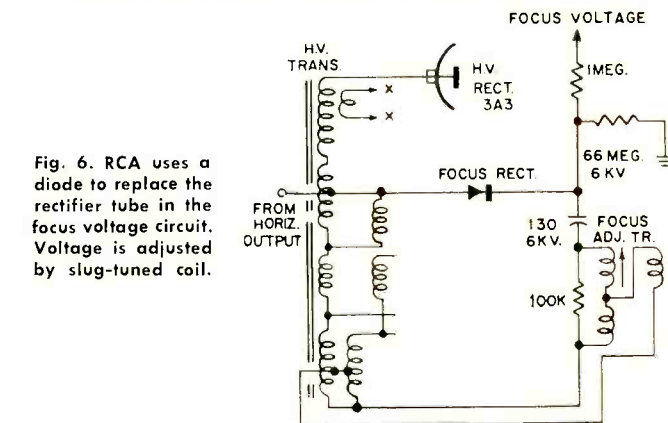 Fig. 6. RCA uses a
diode to replace the
rectifier tube in the
focus voltage circuit.
Voltage is adjusted
by slug-tuned coil.
FOCUS VOLTAGE
H.V.
TRANS.
H.V.
RECT.
3A3
1MEG.
X
X
66 MEG.
6 KV
FOCUS RECT.
FROM
HORIZ.
OUTPUT
130
6KV.
FOCUS
ADJ. TR.
100K